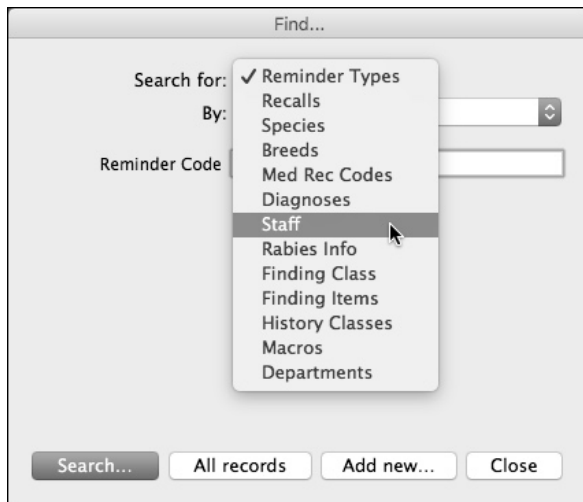 Find...
Search for: ✓ Reminder Types
Recalls
By:
Species
Breeds
Reminder Code
Med Rec Codes
Diagnoses
Staff
Rabies Info
Finding Class
Finding Items
History Classes
Macros
Departments
Search... All records Add new... Close